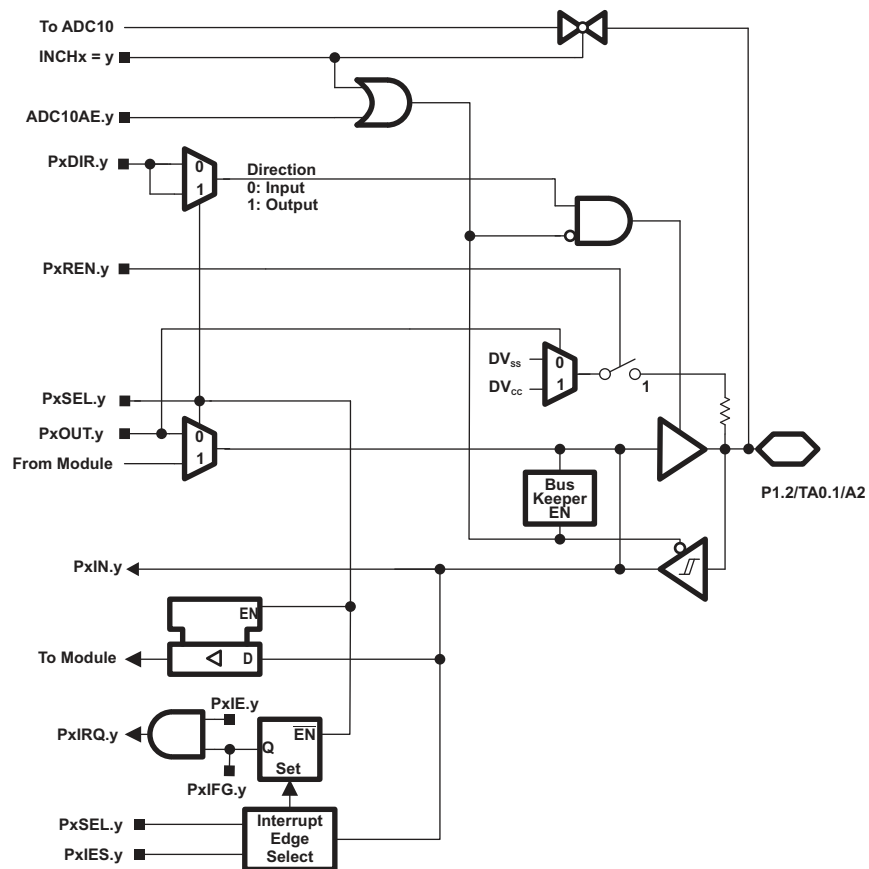 To ADC10
INCHx = y
ADC10AE.y
PxDIR.y
0
1
Direction
0: Input
1: Output
PxREN.y
DVss
DVcc
0
1
1
PxSEL.y
PxOUT.y
From Module
0
1
Bus
Keeper
EN
P1.2/TA0.1/A2
PxIN.y
EN
To Module
D
PxIE.y
PxIRQ.y
Q
EN
Set
PxIFG.y
PxSEL.y
PxIES.y
Interrupt
Edge
Select